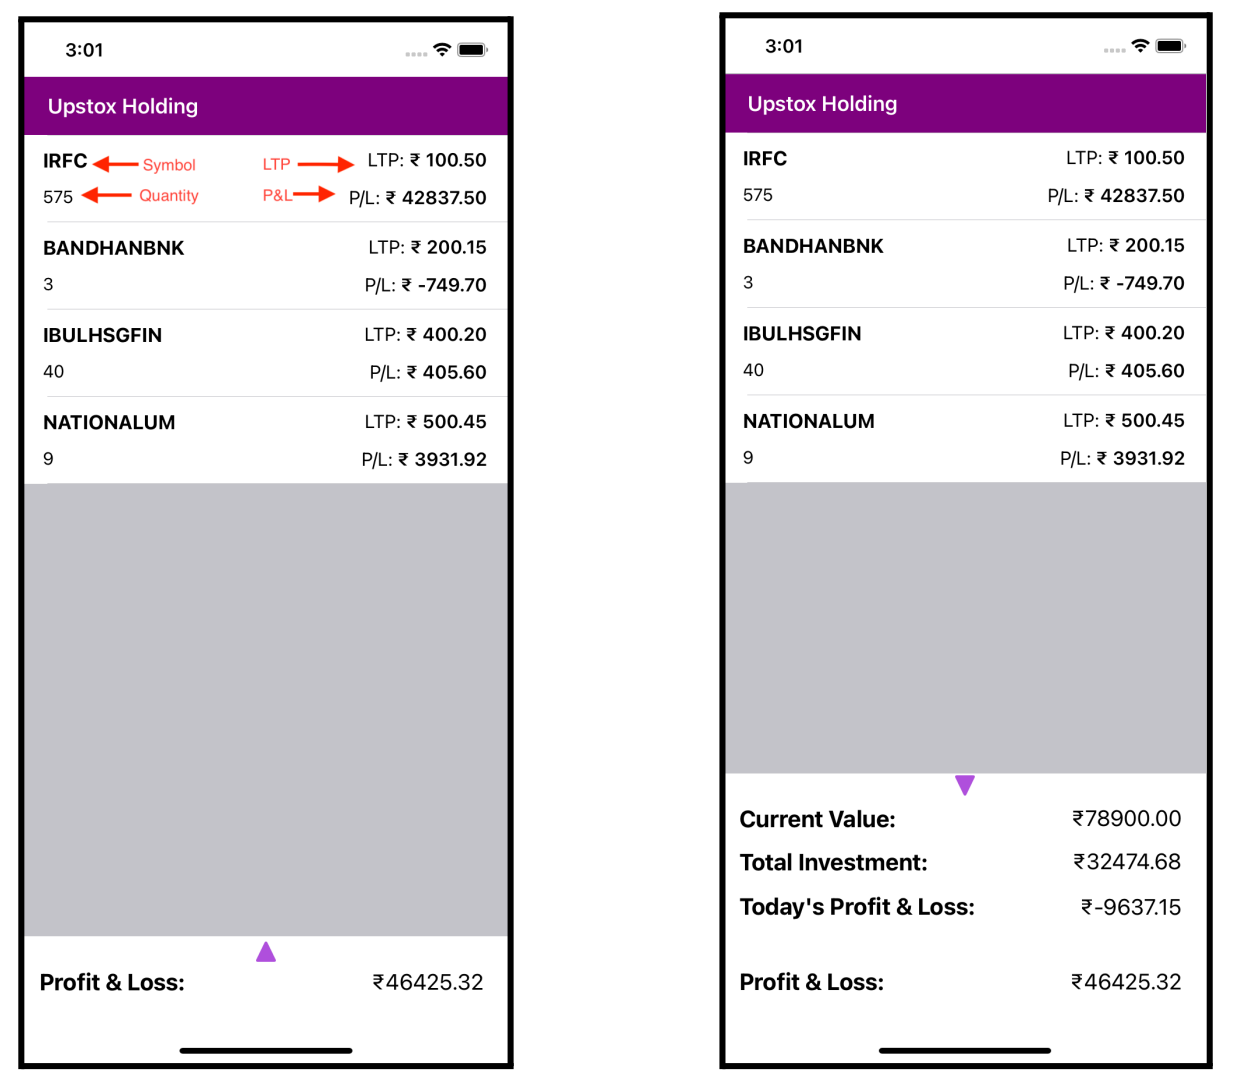 3:01
Upstox Holding
IRFC Symbol LTP LTP: ₹ 100.50
575 Quantity P&L P/L: ₹ 42837.50
BANDHANBNK LTP: ₹ 200.15
3 P/L: ₹ -749.70
IBULHSGFIN LTP: ₹ 400.20
40 P/L: ₹ 405.60
NATIONALUM LTP: ₹ 500.45
9 P/L: ₹ 3931.92
Profit & Loss: ₹46425.32
3:01
Upstox Holding
IRFC LTP: ₹ 100.50
575 P/L: ₹ 42837.50
BANDHANBNK LTP: ₹ 200.15
3 P/L: ₹ -749.70
IBULHSGFIN LTP: ₹ 400.20
40 P/L: ₹ 405.60
NATIONALUM LTP: ₹ 500.45
9 P/L: ₹ 3931.92
Current Value: ₹78900.00
Total Investment: ₹32474.68
Today's Profit & Loss: ₹-9637.15
Profit & Loss: ₹46425.32